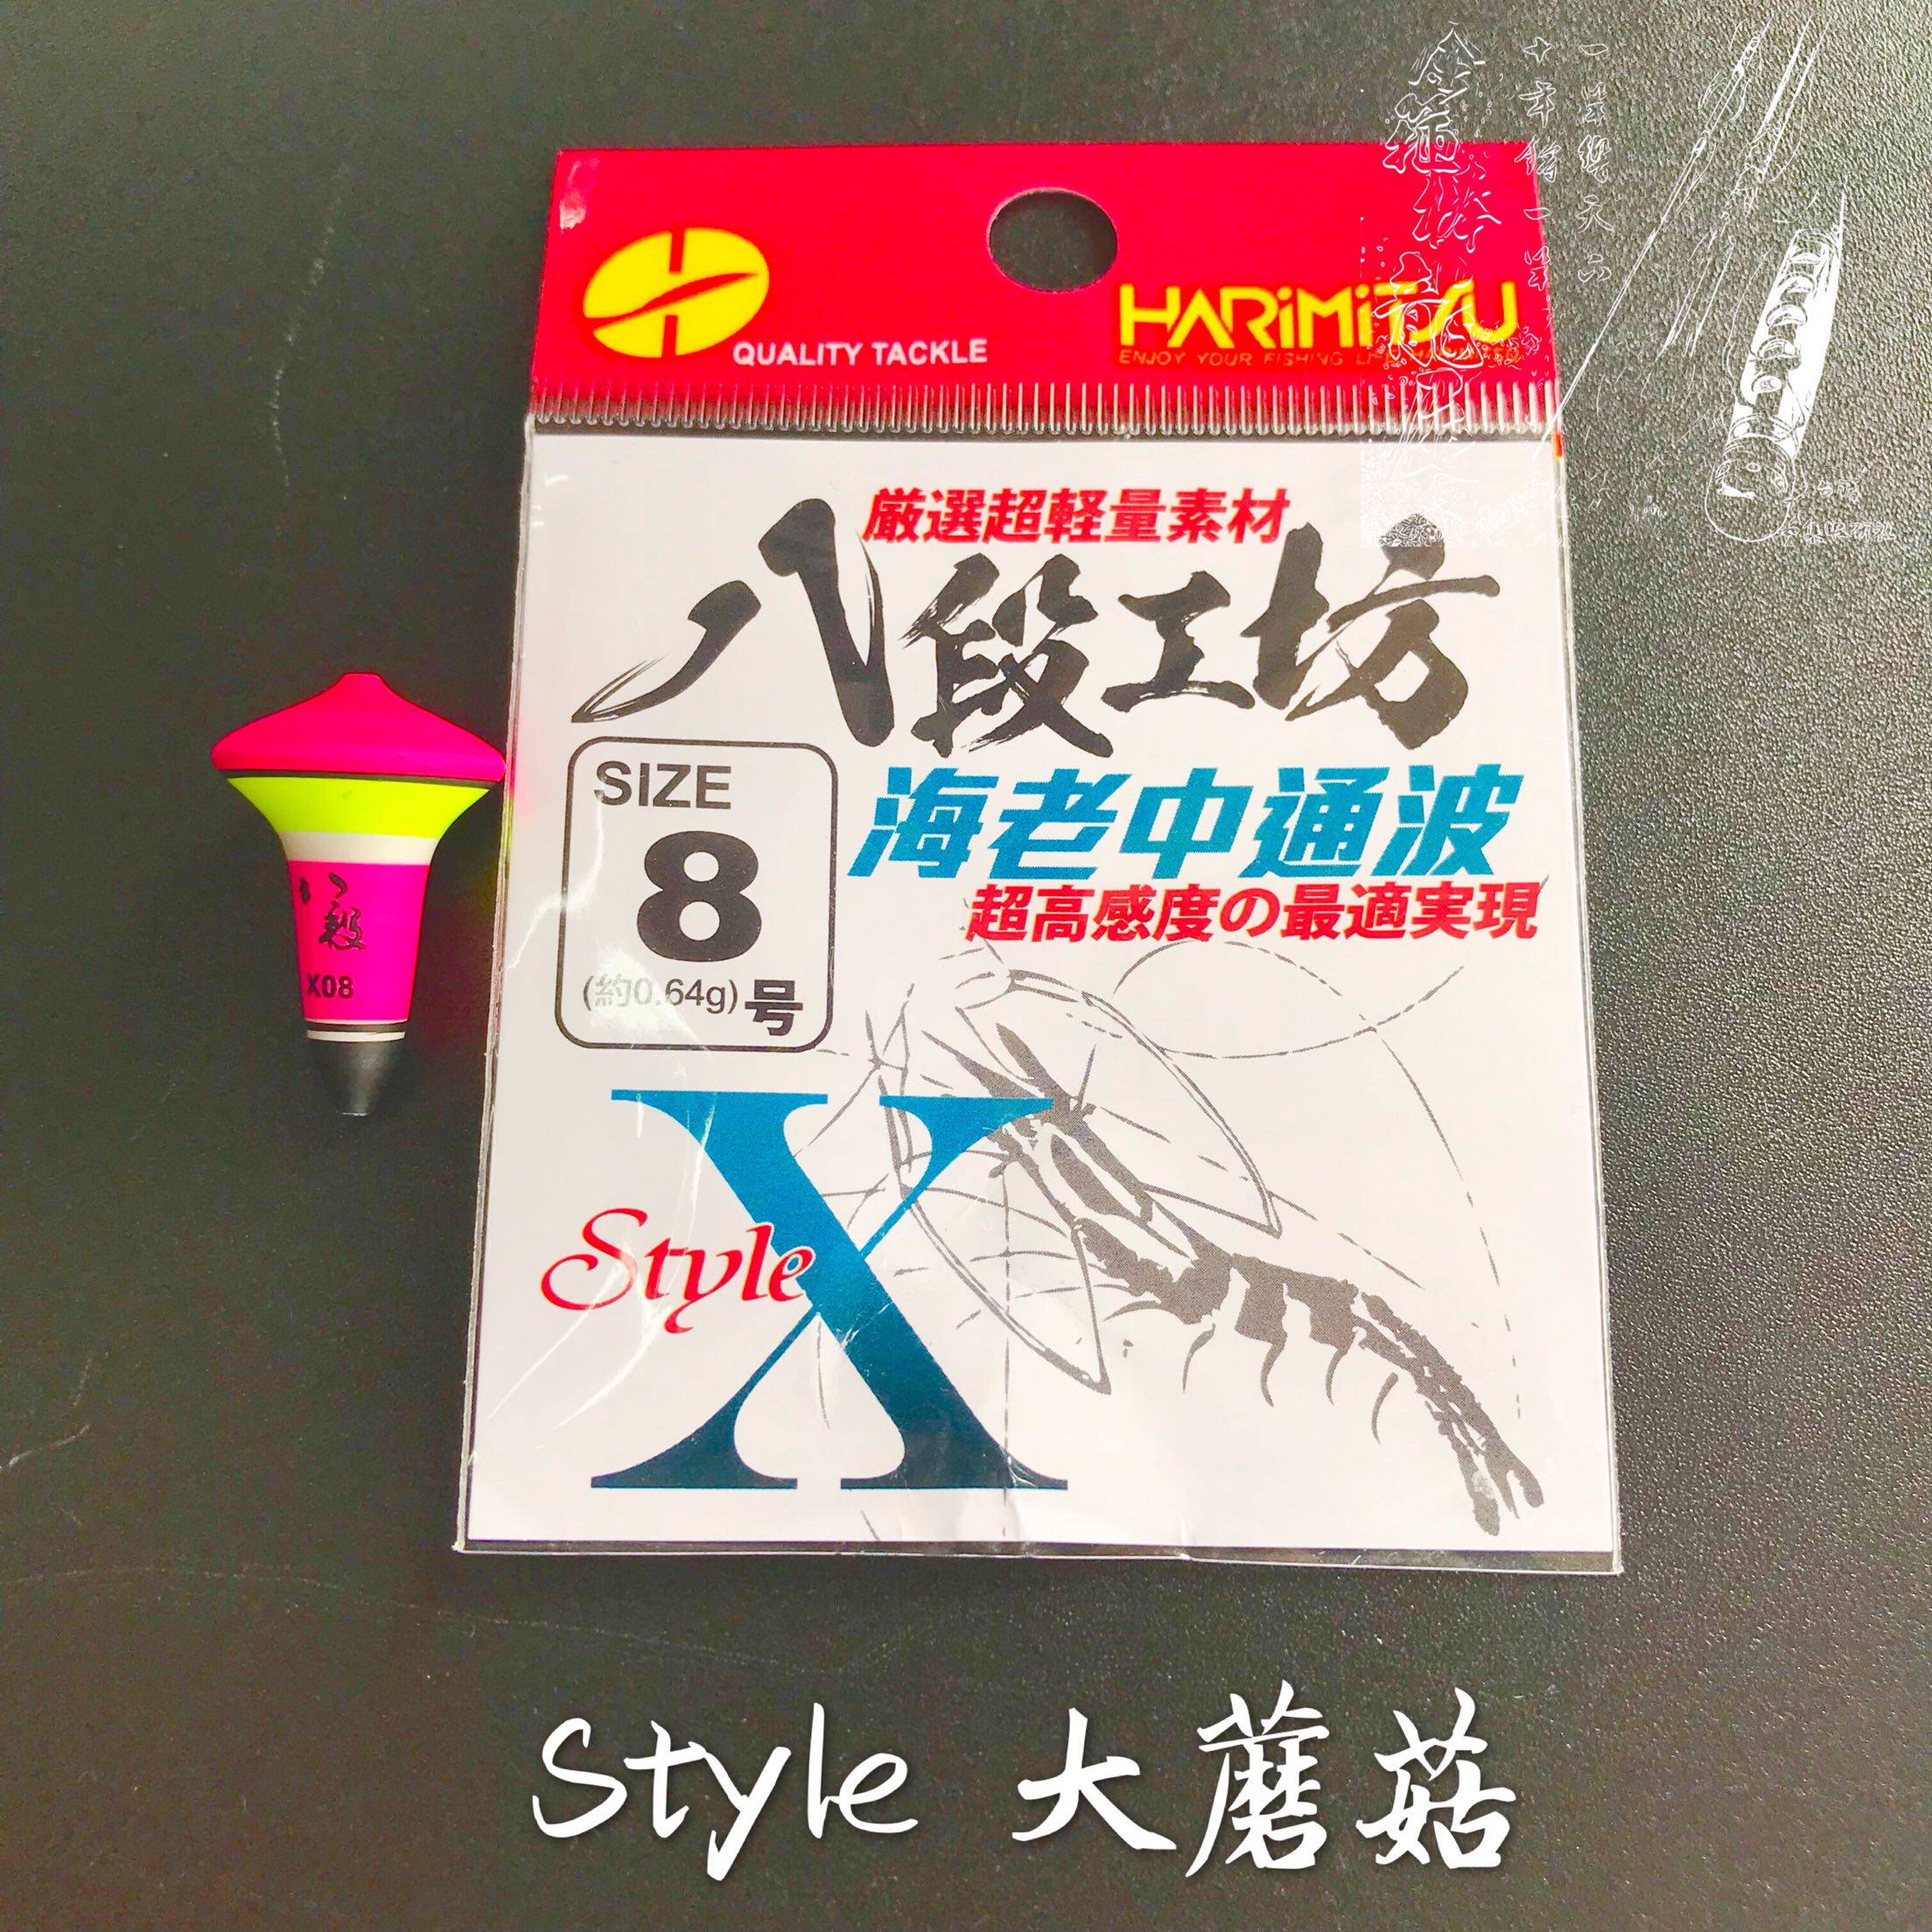 QUALITY TACKLE
HARiMiTSU
ENJOY YOUR FISHING
厳選超軽量素材
八段工坊
SIZE
8
(約0.64g)号
海老中通波
超高感度の最適実現
Style X
八段
X08
Style 大蘑菇